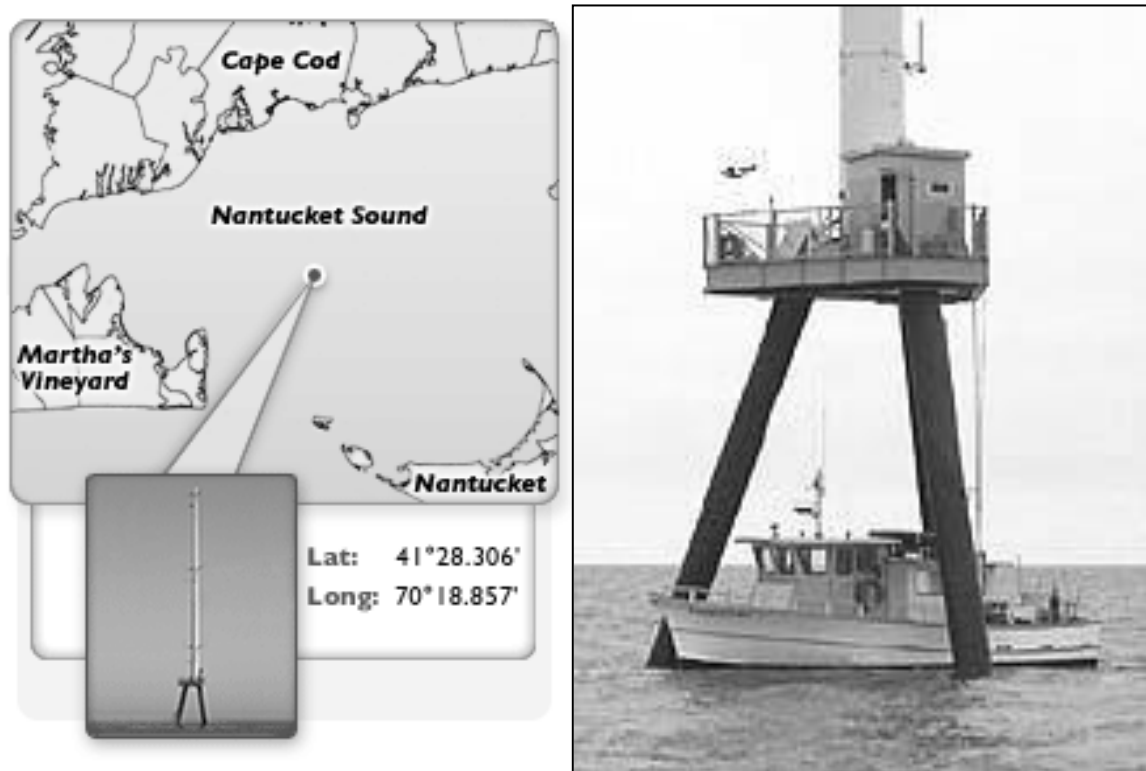 Cape Cod
Nantucket Sound
Martha's
Vineyard
Nantucket
Lat: 41°28.306'
Long: 70°18.857'